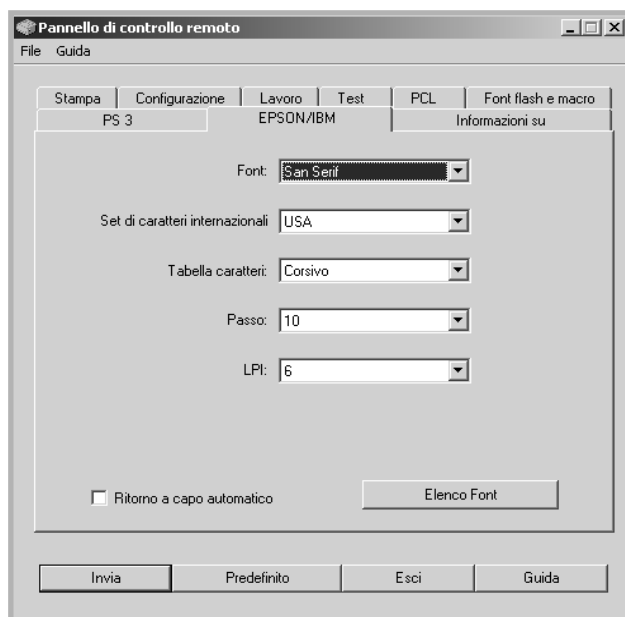 Pannello di controllo remoto
File Guida
Stampa Configurazione Lavoro Test PCL Font flash e macro
PS 3 EPSON/IBM Informazioni su
Font: San Serif
Set di caratteri internazionali USA
Tabella caratteri: Corsivo
Passo: 10
LPI: 6
Ritorno a capo automatico Elenco Font
Invia Predefinito Esci Guida